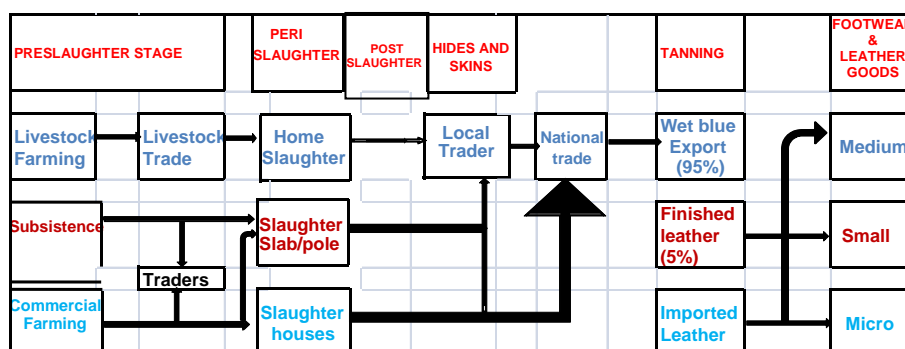 PRESLAUGHTER STAGE
PERI
SLAUGHTER
POST
SLAUGHTER
HIDES AND
SKINS
TANNING
FOOTWEAR
&
LEATHER
GOODS
Livestock
Farming
Livestock
Trade
Home
Slaughter
Local
Trader
National
trade
Wet blue
Export
(95%)
Medium
Subsistence
Slaughter
Slab/pole
Finished
leather
(5%)
Small
Traders
Commercial
Farming
Slaughter
houses
Imported
Leather
Micro